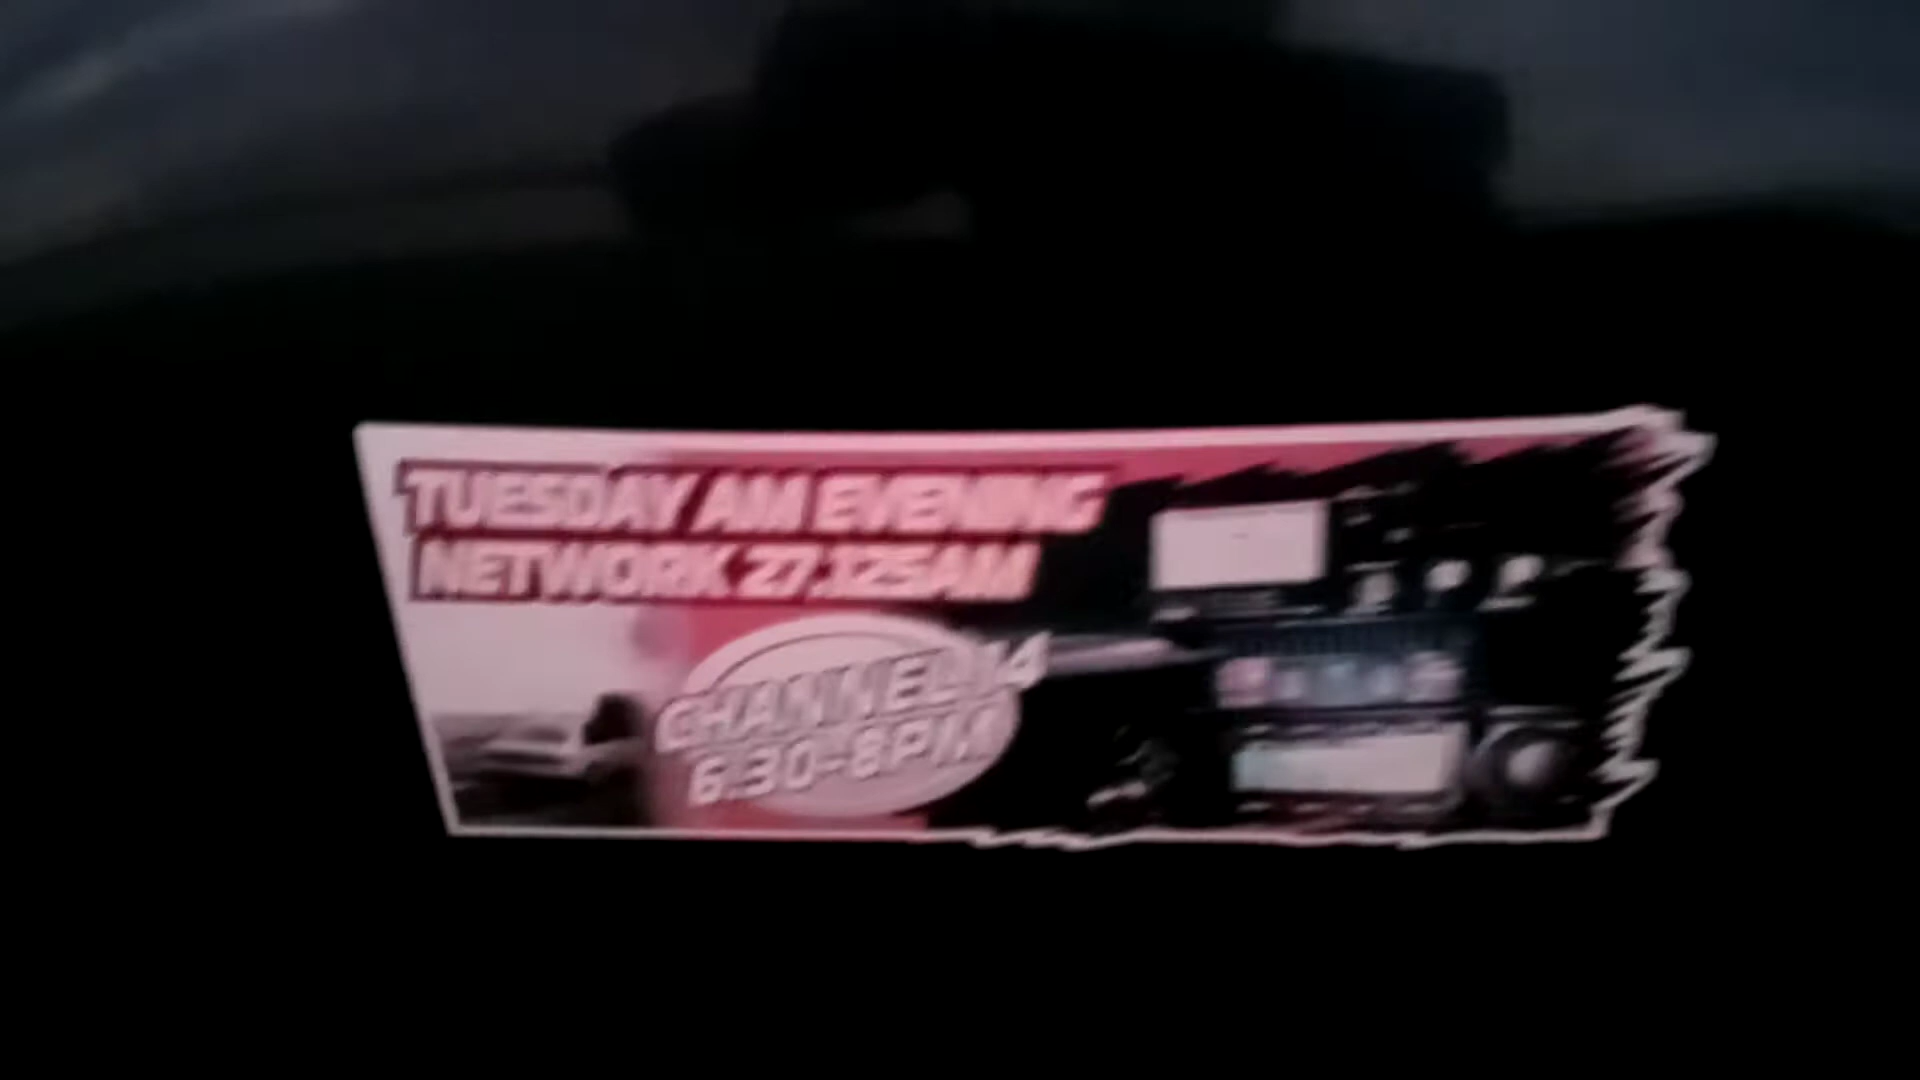 TUESDAY AM EVENING
NETWORK 27.125AM
CHANNEL 14
6.30-8PM